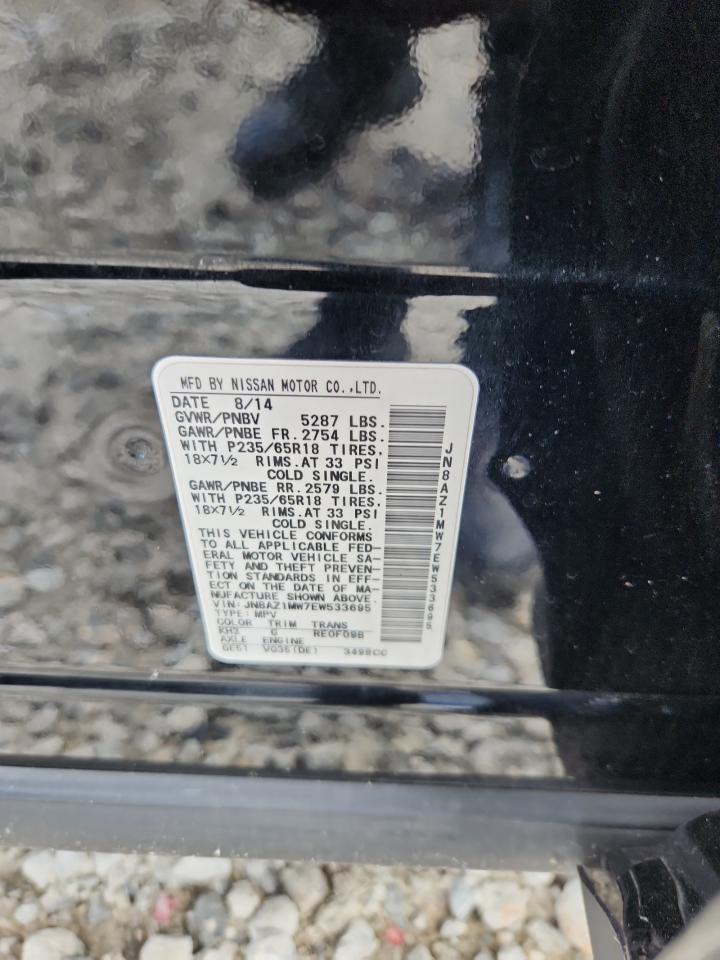 MFD BY NISSAN MOTOR CO.,LTD.
DATE 8/14
GVWR/PNBV 5287 LBS.
GAWR/PNBE FR. 2754 LBS.
WITH P235/65R18 TIRES.
18X7½ RIMS.AT 33 PSI
COLD SINGLE.
GAWR/PNBE RR. 2579 LBS.
WITH P235/65R18 TIRES.
18X7½ RIMS.AT 33 PSI
COLD SINGLE.
THIS VEHICLE CONFORMS
TO ALL APPLICABLE FED-
ERAL MOTOR VEHICLE SA-
FETY AND THEFT PREVEN-
TION STANDARDS IN EFF-
ECT ON THE DATE OF MA-
NUFACTURE SHOWN ABOVE.
VIN: JN8AZ1MW7EW533695
TYPE: MPV
COLOR TRIM TRANS
KH3 G RE0F09B
AXLE ENGINE
GE51 VQ35(DE) 3498CC
JN8AZ1MW7EW533695